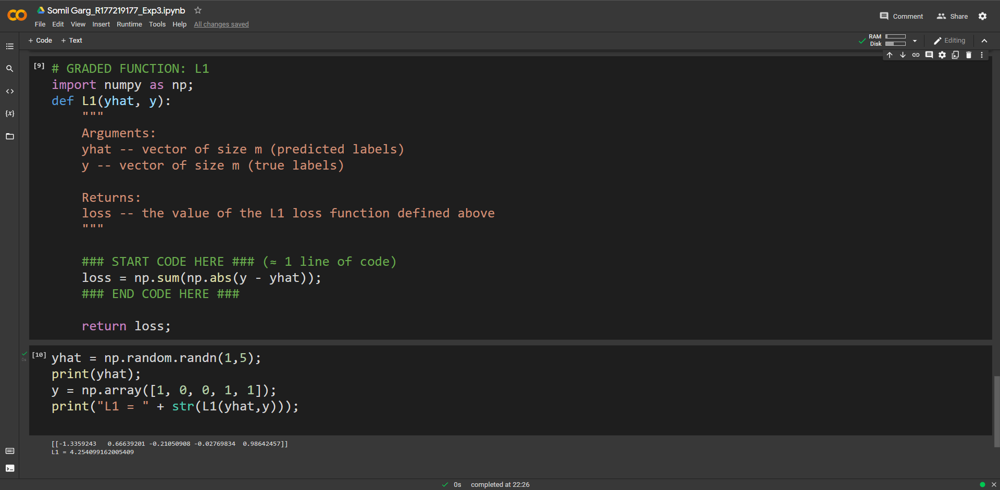 Somil Garg_R177219177_Exp3.ipynb
File Edit View Insert Runtime Tools Help All changes saved
Comment Share
+ Code + Text
RAM
Disk
Editing
[9] # GRADED FUNCTION: L1
import numpy as np;
def L1(yhat, y):
"""
Arguments:
yhat -- vector of size m (predicted labels)
y -- vector of size m (true labels)
Returns:
loss -- the value of the L1 loss function defined above
"""
### START CODE HERE ### (≈ 1 line of code)
loss = np.sum(np.abs(y - yhat));
### END CODE HERE ###
return loss;
0s
[10] yhat = np.random.randn(1,5);
print(yhat);
y = np.array([1, 0, 0, 1, 1]);
print("L1 = " + str(L1(yhat,y)));
[[-1.3359243   0.66639201 -0.21050908 -0.02769834  0.98642457]]
L1 = 4.254099162005409
0s completed at 22:26